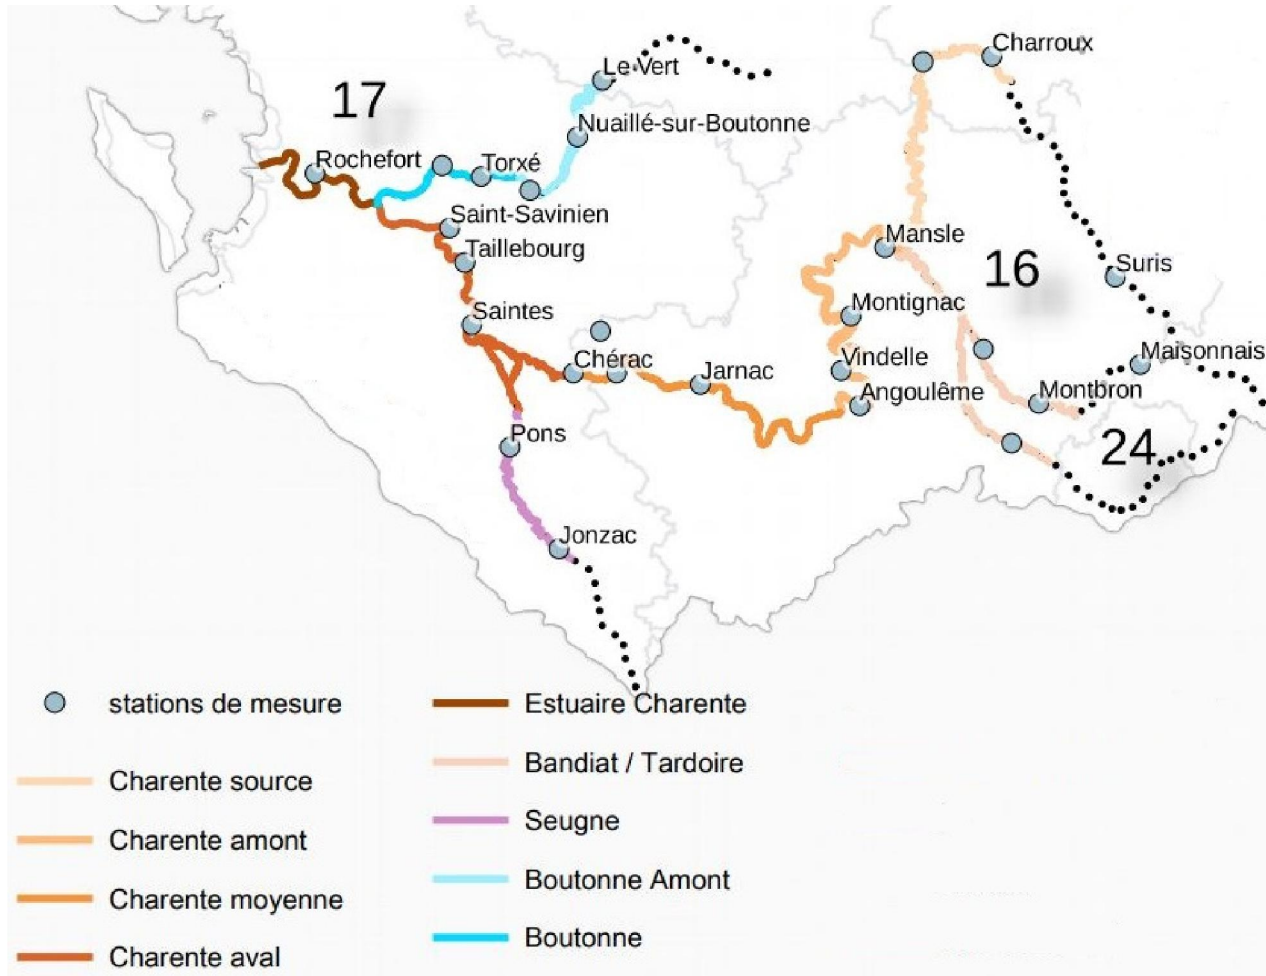 Charroux
Le Vert
17
Nuaillé-sur-Boutonne
Rochefort
Torxé
Saint-Savinien
Mansle
Taillebourg
16
Suris
Montignac
Saintes
Maisonnais
Chérac
Vindelle
Jarnac
Angoulême
Montbron
Pons
24
Jonzac
stations de mesure
Charente source
Charente amont
Charente moyenne
Charente aval
Estuaire Charente
Bandiat / Tardoire
Seugne
Boutonne Amont
Boutonne